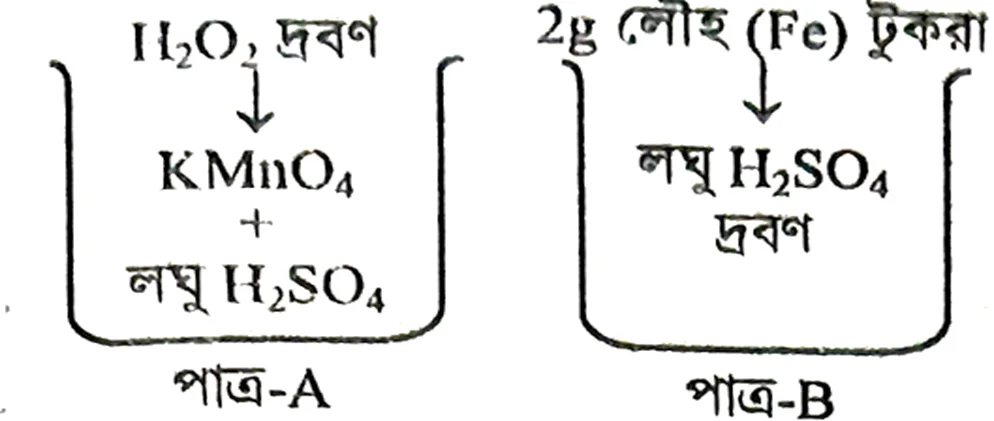 H₂O₂ দ্রবণ
KMnO₄
+
লঘু H₂SO₄
পাত্র-A
2g লৌহ (Fe) টুকরা
লঘু H₂SO₄
দ্রবণ
পাত্র-B